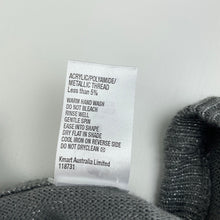 ACRYLIC/POLYAMIDE/
METALLIC THREAD
Less than 5%
WARM HAND WASH
DO NOT BLEACH
RINSE WELL
GENTLE SPIN
EASE INTO SHAPE
DRY FLAT IN SHADE
COOL IRON ON REVERSE SIDE
DO NOT DRYCLEAN
Kmart Australia Limited
118731